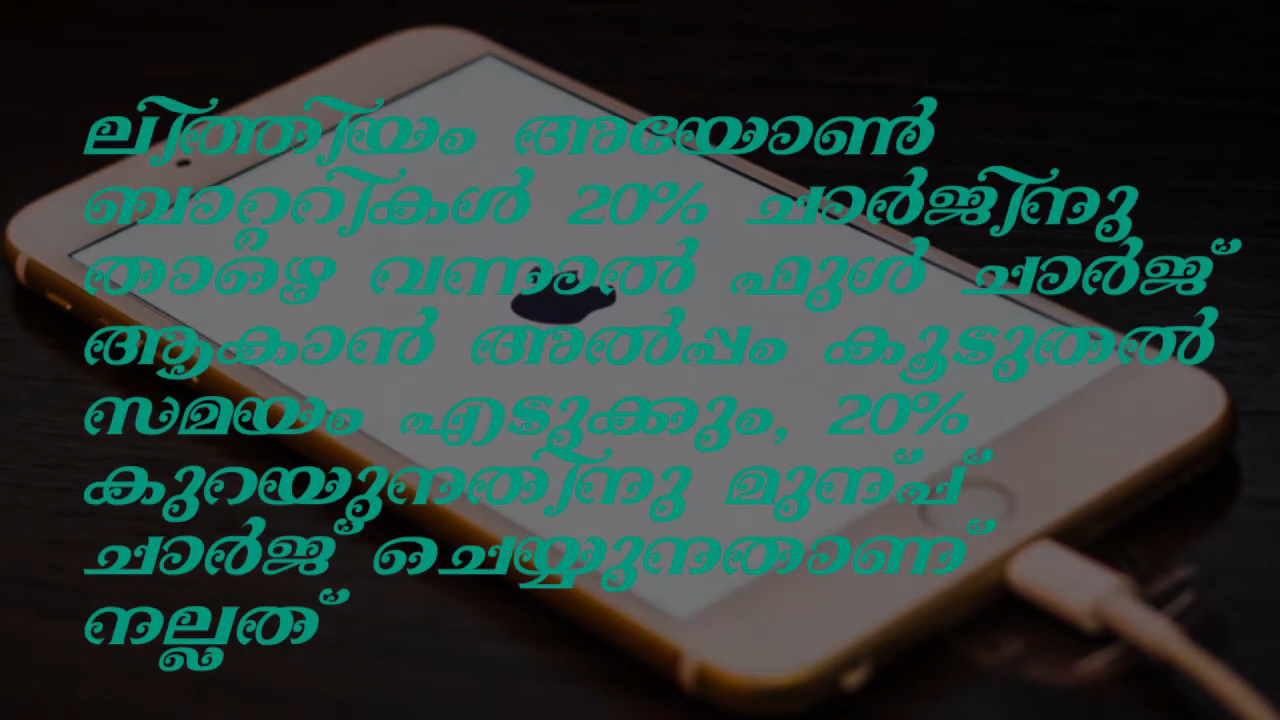 ലിത്തിയം അയോൺ
ബാറ്ററികൾ 20% ചാർജിനു
താഴെ വന്നാൽ ഫുൾ ചാർജ്
ആകാൻ അൽപ്പം കൂടുതൽ
സമയം എടുക്കും, 20%
കുറയുനതിനു മുന്പ്
ചാർജ് ചെയ്യുനതാണ്
നല്ലത്